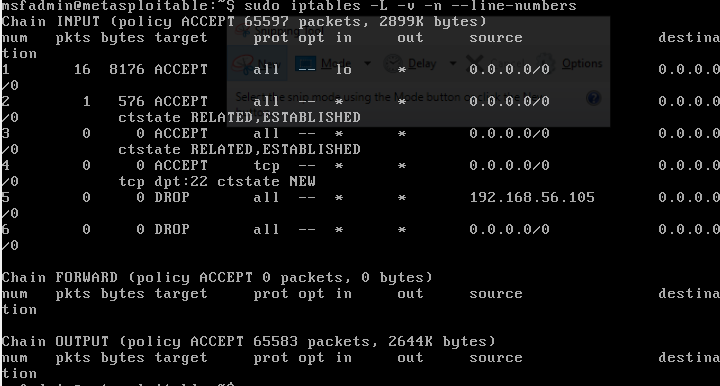 msfadmin@metasploitable:~$ sudo iptables -L -v -n --line-numbers
Chain INPUT (policy ACCEPT 65597 packets, 2899K bytes)
num   pkts bytes target     prot opt in     out     source               destina
tion
1       16  8176 ACCEPT     all  --  lo     *       0.0.0.0/0            0.0.0.0
/0
2        1   576 ACCEPT     all  --  *      *       0.0.0.0/0            0.0.0.0
/0          ctstate RELATED,ESTABLISHED
3        0     0 ACCEPT     all  --  *      *       0.0.0.0/0            0.0.0.0
/0          ctstate RELATED,ESTABLISHED
4        0     0 ACCEPT     tcp  --  *      *       0.0.0.0/0            0.0.0.0
/0          tcp dpt:22 ctstate NEW
5        0     0 DROP       all  --  *      *       192.168.56.105       0.0.0.0
/0
6        0     0 DROP       all  --  *      *       0.0.0.0/0            0.0.0.0
/0
Chain FORWARD (policy ACCEPT 0 packets, 0 bytes)
num   pkts bytes target     prot opt in     out     source               destina
tion
Chain OUTPUT (policy ACCEPT 65583 packets, 2644K bytes)
num   pkts bytes target     prot opt in     out     source               destina
tion
Snipping Tool
New Mode Delay Options
Select the snip mode using the Mode button or click the New
button.